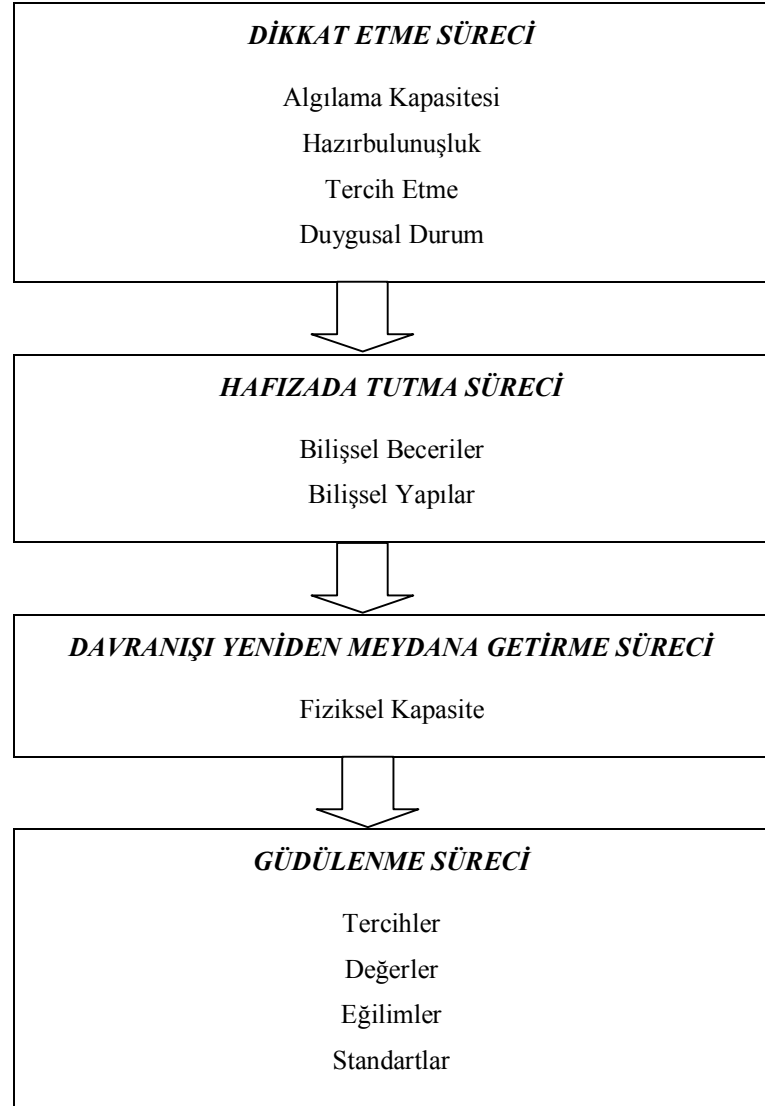 DİKKAT ETME SÜRECİ
Algılama Kapasitesi
Hazırbulunuşluk
Tercih Etme
Duygusal Durum
HAFIZADA TUTMA SÜRECİ
Bilişsel Beceriler
Bilişsel Yapılar
DAVRANIŞI YENİDEN MEYDANA GETİRME SÜRECİ
Fiziksel Kapasite
GÜDÜLENME SÜRECİ
Tercihler
Değerler
Eğilimler
Standartlar